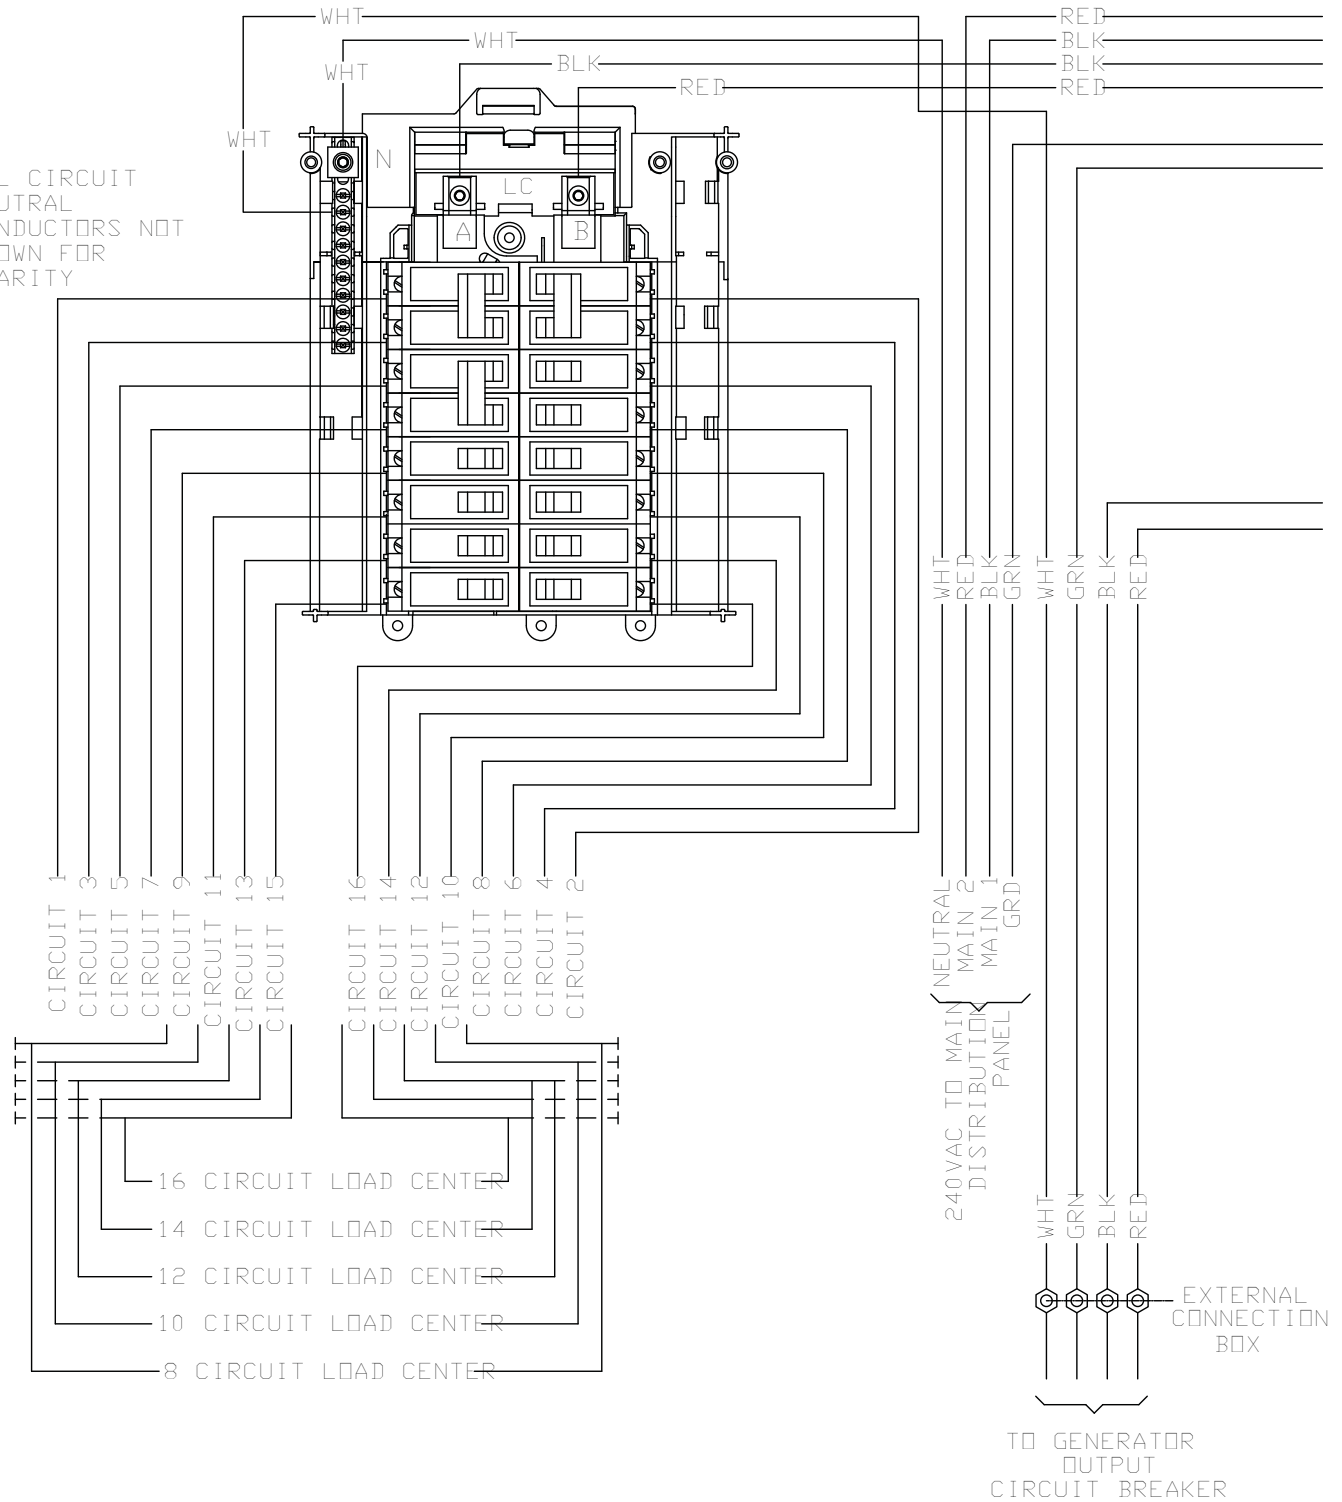 WHT
RED
WHT
BLK
BLK
BLK
WHT
RED
RED
WHT
N
CIRCUIT
LC
NOT
A
B
FOR
WHT
RED
BLK
GRN
WHT
GRN
BLK
RED
CIRCUIT 1
CIRCUIT 3
CIRCUIT 5
CIRCUIT 7
CIRCUIT 9
CIRCUIT 11
CIRCUIT 13
CIRCUIT 15
CIRCUIT 16
CIRCUIT 14
CIRCUIT 12
CIRCUIT 10
CIRCUIT 8
CIRCUIT 6
CIRCUIT 4
CIRCUIT 2
NEUTRAL
MAIN 2
MAIN 1
GRD
240VAC TO MAIN
DISTRIBUTION
PANEL
16 CIRCUIT LOAD CENTER
14 CIRCUIT LOAD CENTER
12 CIRCUIT LOAD CENTER
10 CIRCUIT LOAD CENTER
8 CIRCUIT LOAD CENTER
WHT
GRN
BLK
RED
EXTERNAL
CONNECTION
BOX
TO GENERATOR
OUTPUT
CIRCUIT BREAKER